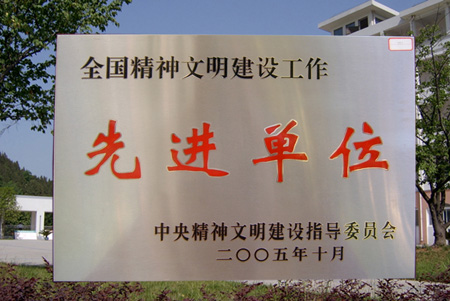 全国精神文明建设工作
先进单位
中央精神文明建设指导委员会
二〇〇五年十月